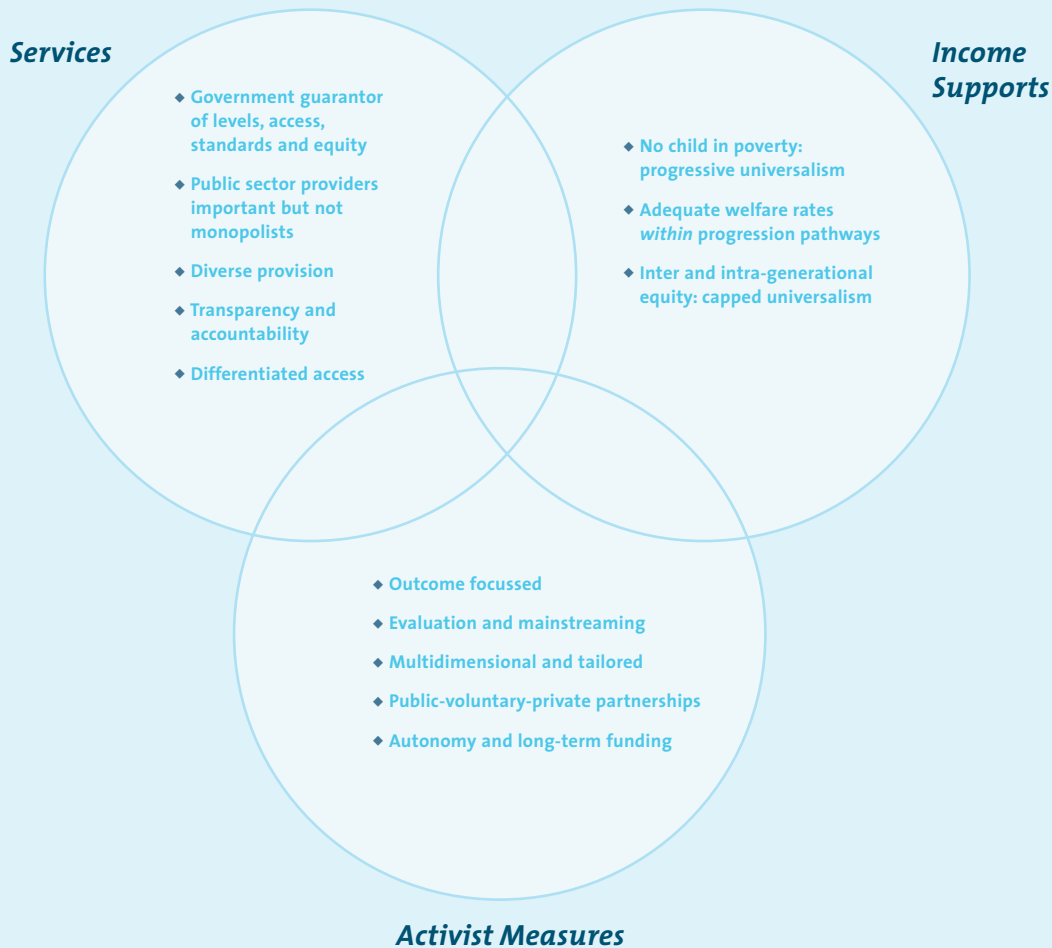 Services
◆ Government guarantor
of levels, access,
standards and equity
◆ Public sector providers
important but not
monopolists
◆ Diverse provision
◆ Transparency and
accountability
◆ Differentiated access
Income
Supports
◆ No child in poverty:
progressive universalism
◆ Adequate welfare rates
within progression pathways
◆ Inter and intra-generational
equity: capped universalism
◆ Outcome focussed
◆ Evaluation and mainstreaming
◆ Multidimensional and tailored
◆ Public-voluntary-private partnerships
◆ Autonomy and long-term funding
Activist Measures